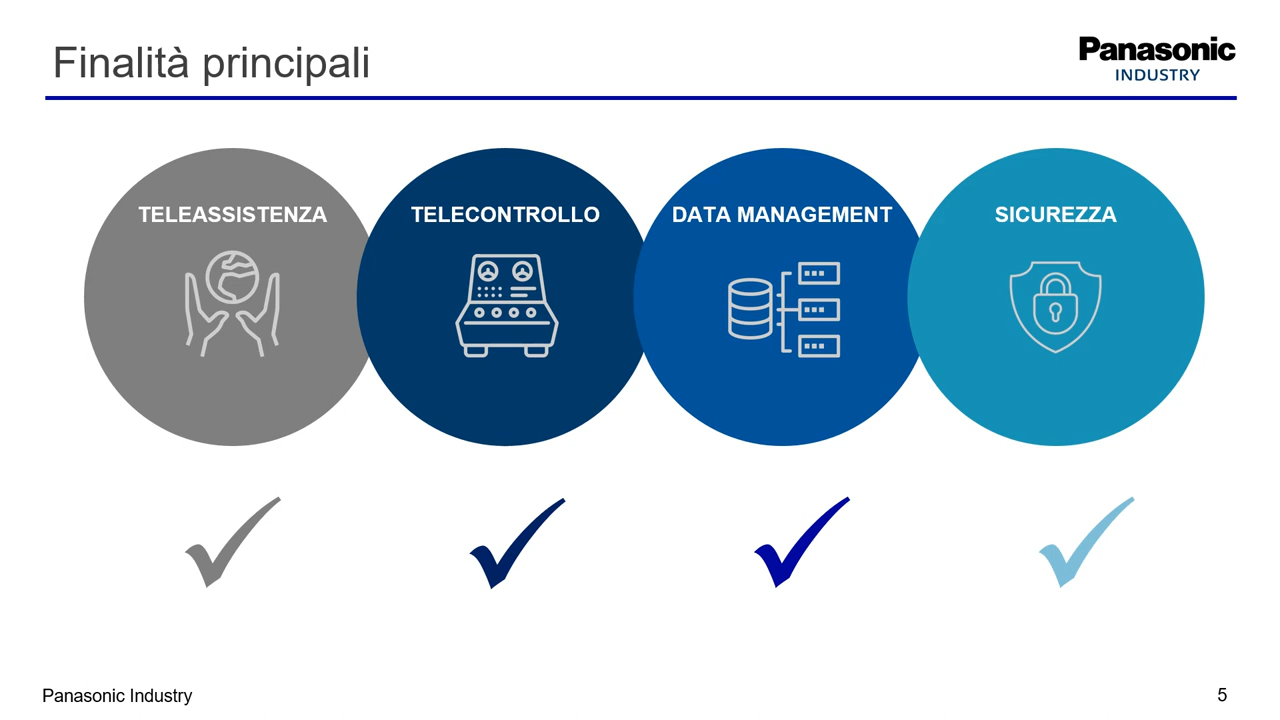 Finalità principali
Panasonic
INDUSTRY
TELEASSISTENZA
TELECONTROLLO
DATA MANAGEMENT
SICUREZZA
Panasonic Industry
5